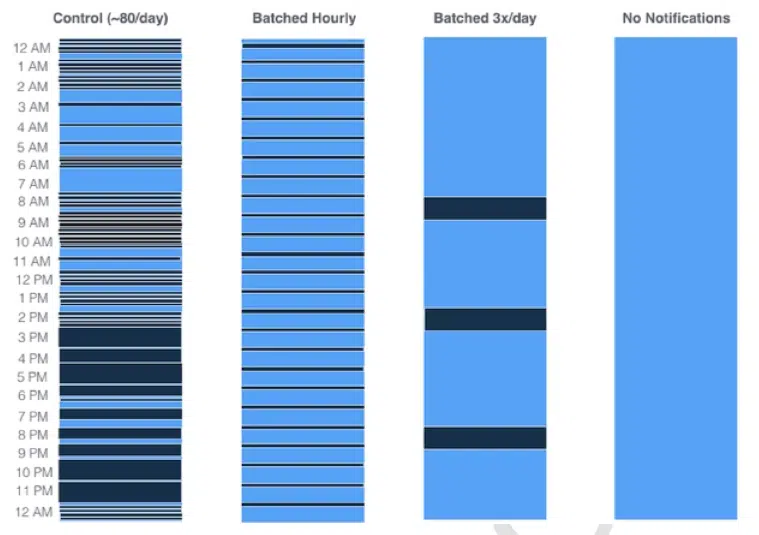 Control (~80/day) Batched Hourly Batched 3x/day No Notifications
12 AM
1 AM
2 AM
3 AM
4 AM
5 AM
6 AM
7 AM
8 AM
9 AM
10 AM
11 AM
12 PM
1 PM
2 PM
3 PM
4 PM
5 PM
6 PM
7 PM
8 PM
9 PM
10 PM
11 PM
12 AM